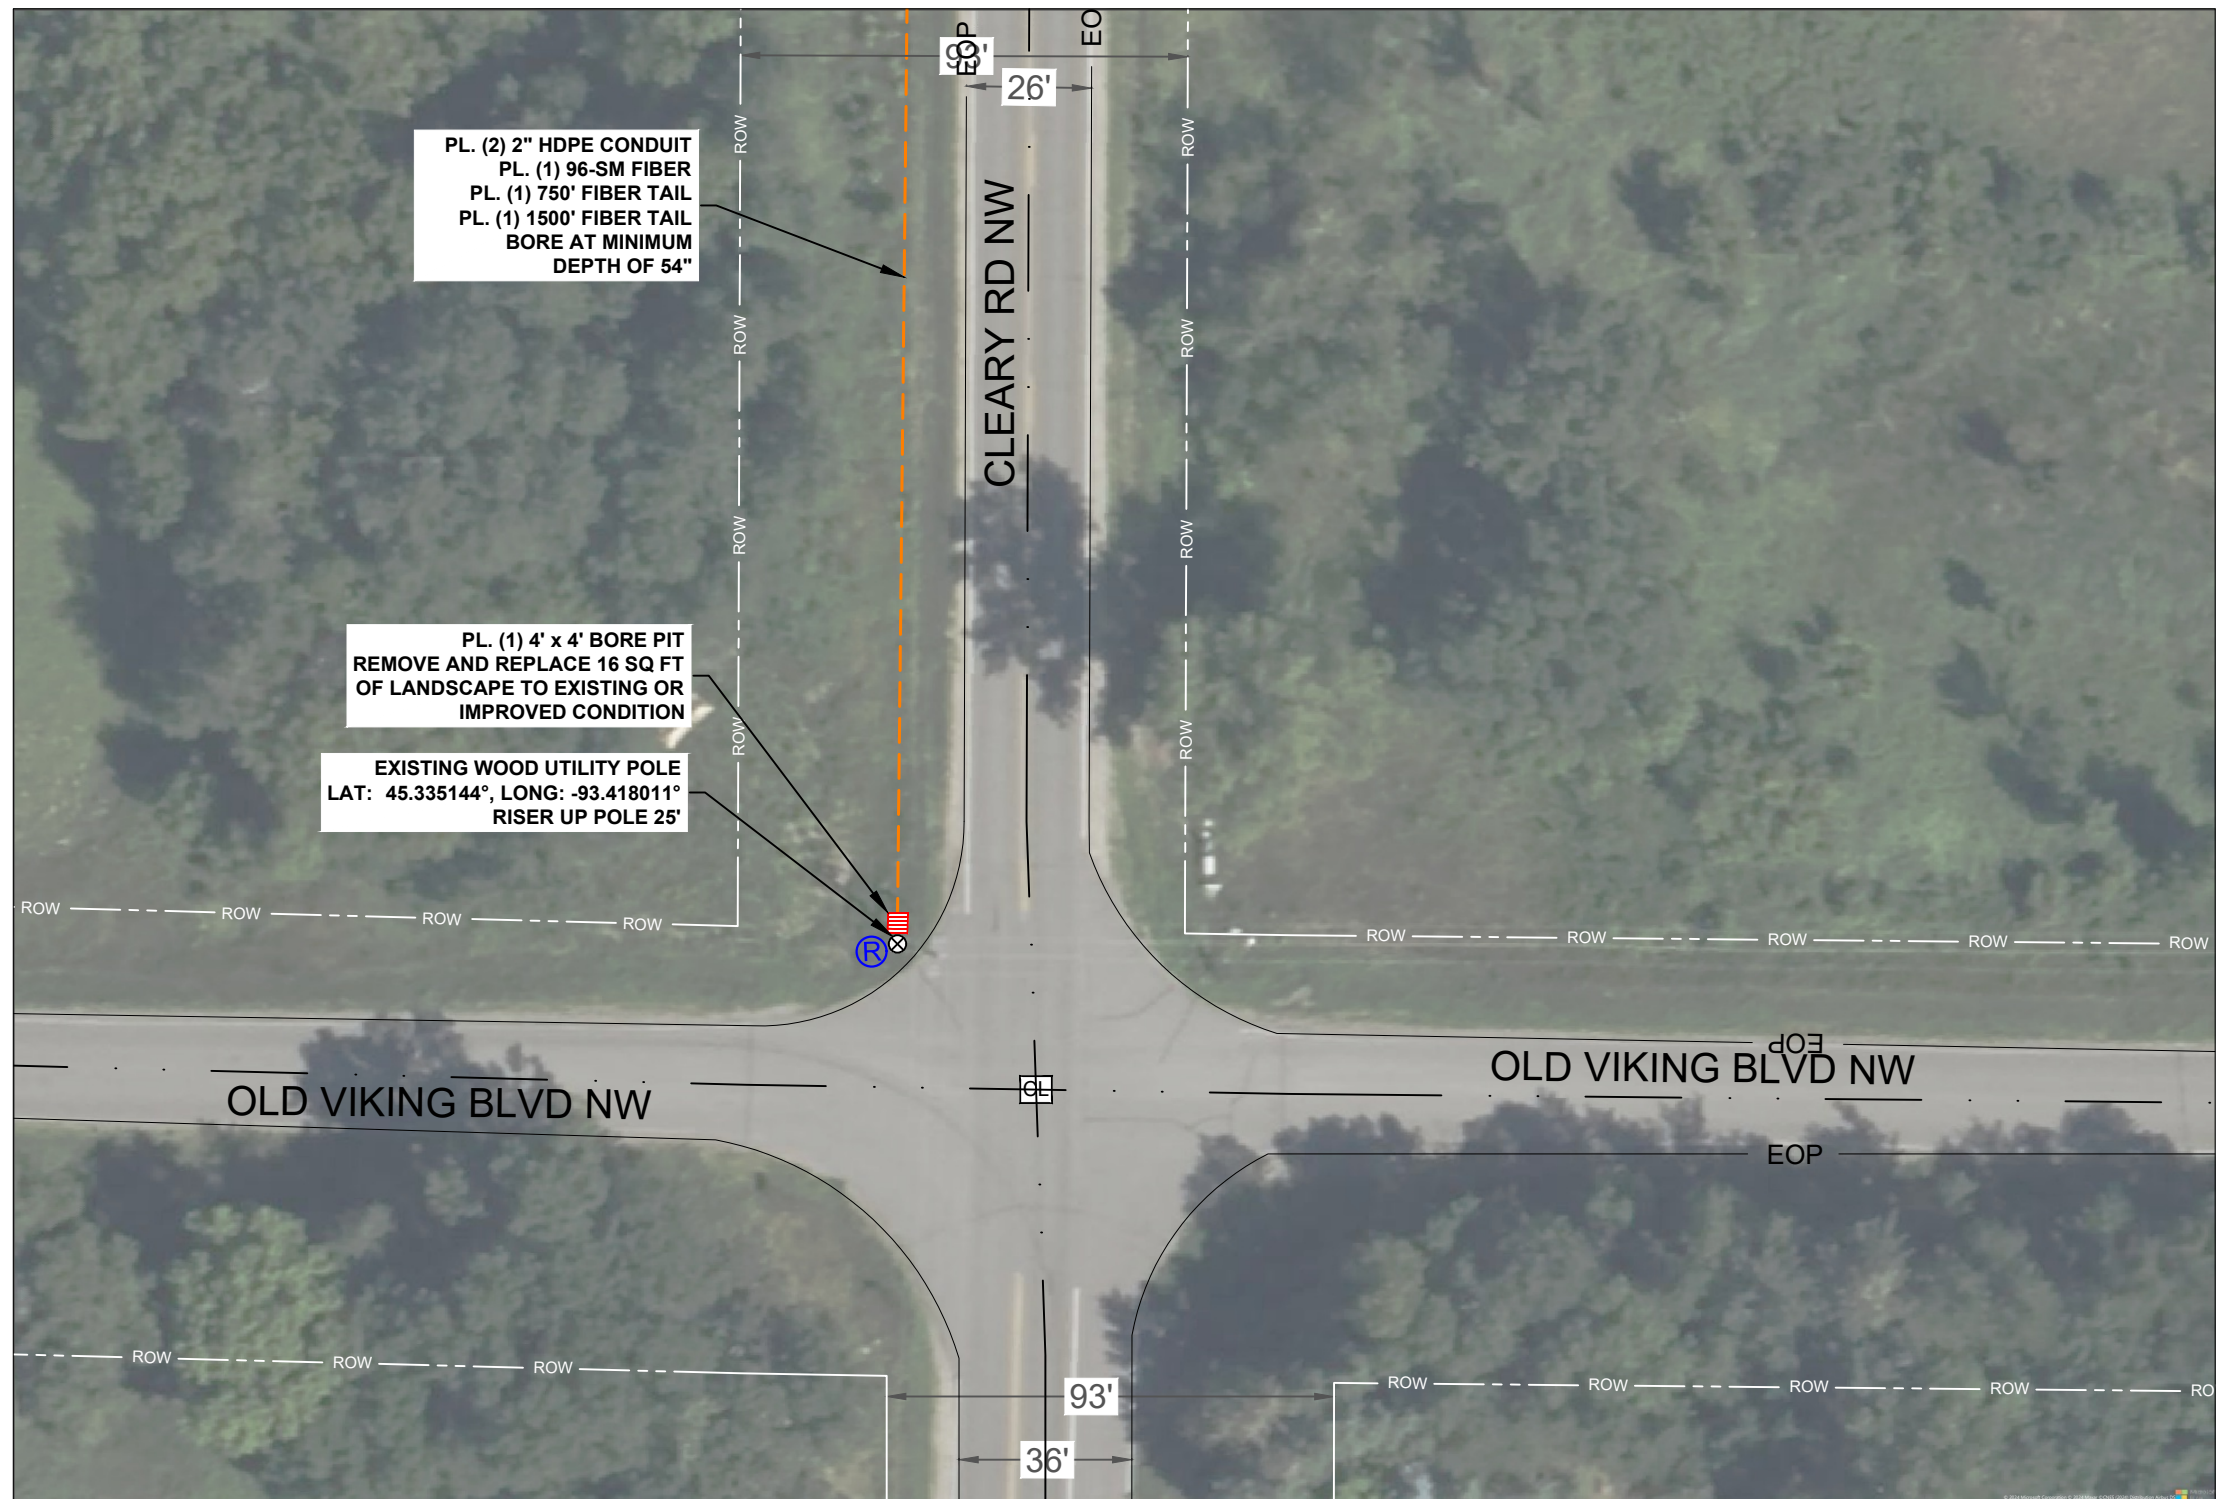 EOP
EO
93'
26'
PL. (2) 2" HDPE CONDUIT
PL. (1) 96-SM FIBER
PL. (1) 750' FIBER TAIL
PL. (1) 1500' FIBER TAIL
BORE AT MINIMUM
DEPTH OF 54"
ROW
ROW
ROW
ROW
ROW
ROW
ROW
ROW
CLEARY RD NW
PL. (1) 4' x 4' BORE PIT
REMOVE AND REPLACE 16 SQ FT
OF LANDSCAPE TO EXISTING OR
IMPROVED CONDITION
EXISTING WOOD UTILITY POLE
LAT: 45.335144°, LONG: -93.418011°
RISER UP POLE 25'
ROW
ROW
ROW
ROW
R
ROW
ROW
ROW
ROW
ROW
EOP
OLD VIKING BLVD NW
OLD VIKING BLVD NW
CL
EOP
ROW
ROW
ROW
93'
ROW
ROW
ROW
ROW
RO
36'